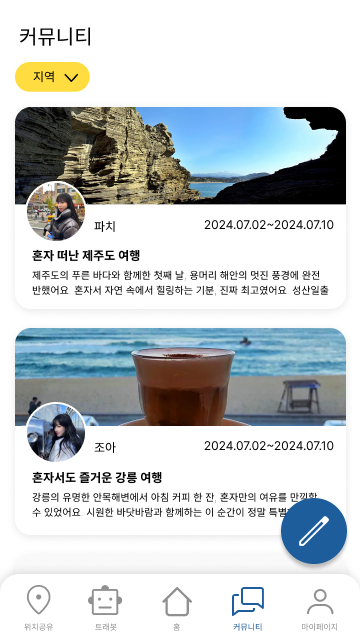 커뮤니티
지역
파치 2024.07.02~2024.07.10
혼자 떠난 제주도 여행
제주도의 푸른 바다와 함께한 첫째 날. 용머리 해안의 멋진 풍경에 완전
반했어요. 혼자서 자연 속에서 힐링하는 기분, 진짜 최고였어요. 성산일출
조아 2024.07.02~2024.07.10
혼자서도 즐거운 강릉 여행
강릉의 유명한 안목해변에서 아침 커피 한 잔, 혼자만의 여유를 만끽할
수 있었어요. 시원한 바닷바람과 함께하는 이 순간이 정말 특별
위치공유 트래봇 홈 커뮤니티 마이페이지